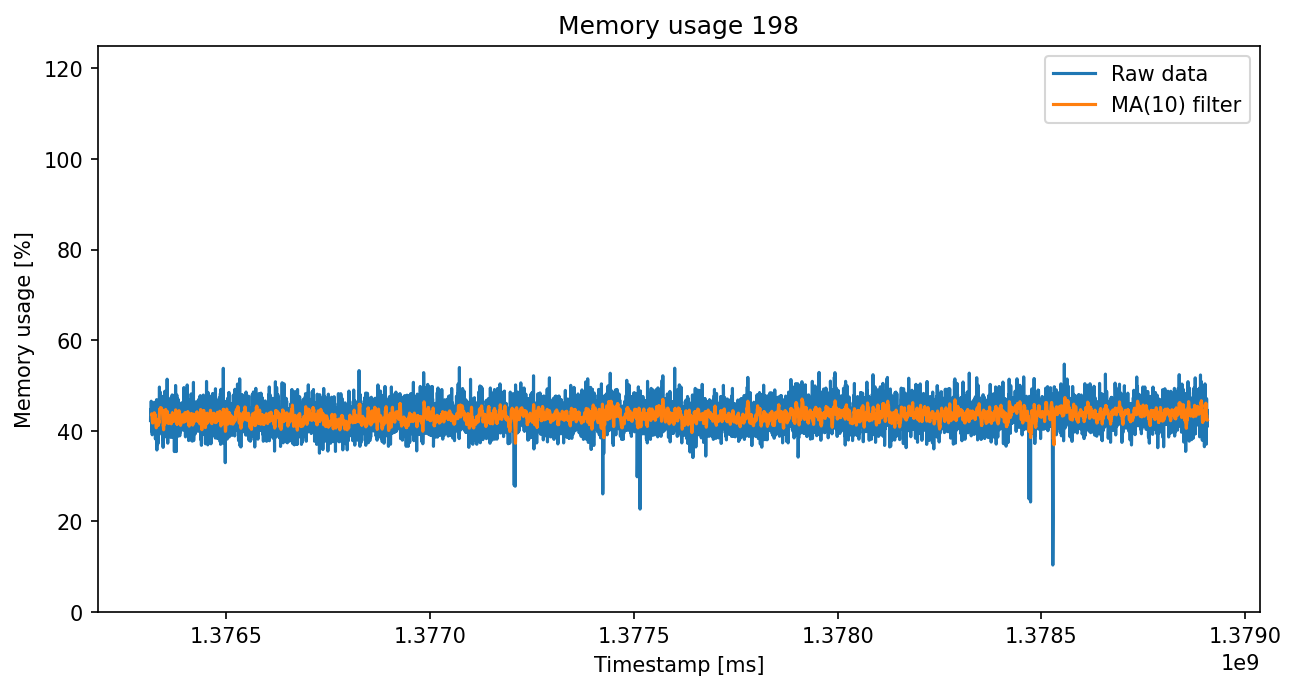 Memory usage 198
Raw data
MA(10) filter
Memory usage [%]
120
100
80
60
40
20
0
1.3765 1.3770 1.3775 1.3780 1.3785 1.3790
1e9
Timestamp [ms]